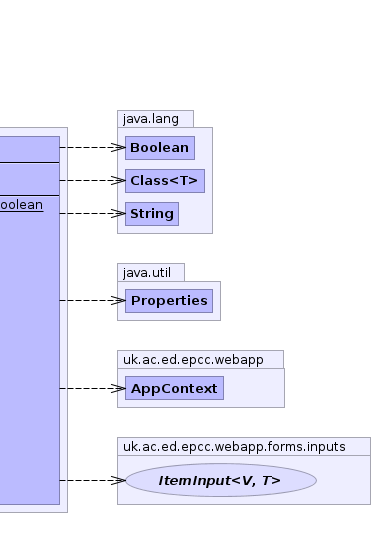 java.lang
Boolean
Class<T>
String
java.util
Properties
uk.ac.ed.epcc.webapp
AppContext
uk.ac.ed.epcc.webapp.forms.inputs
ItemInput<V, T>